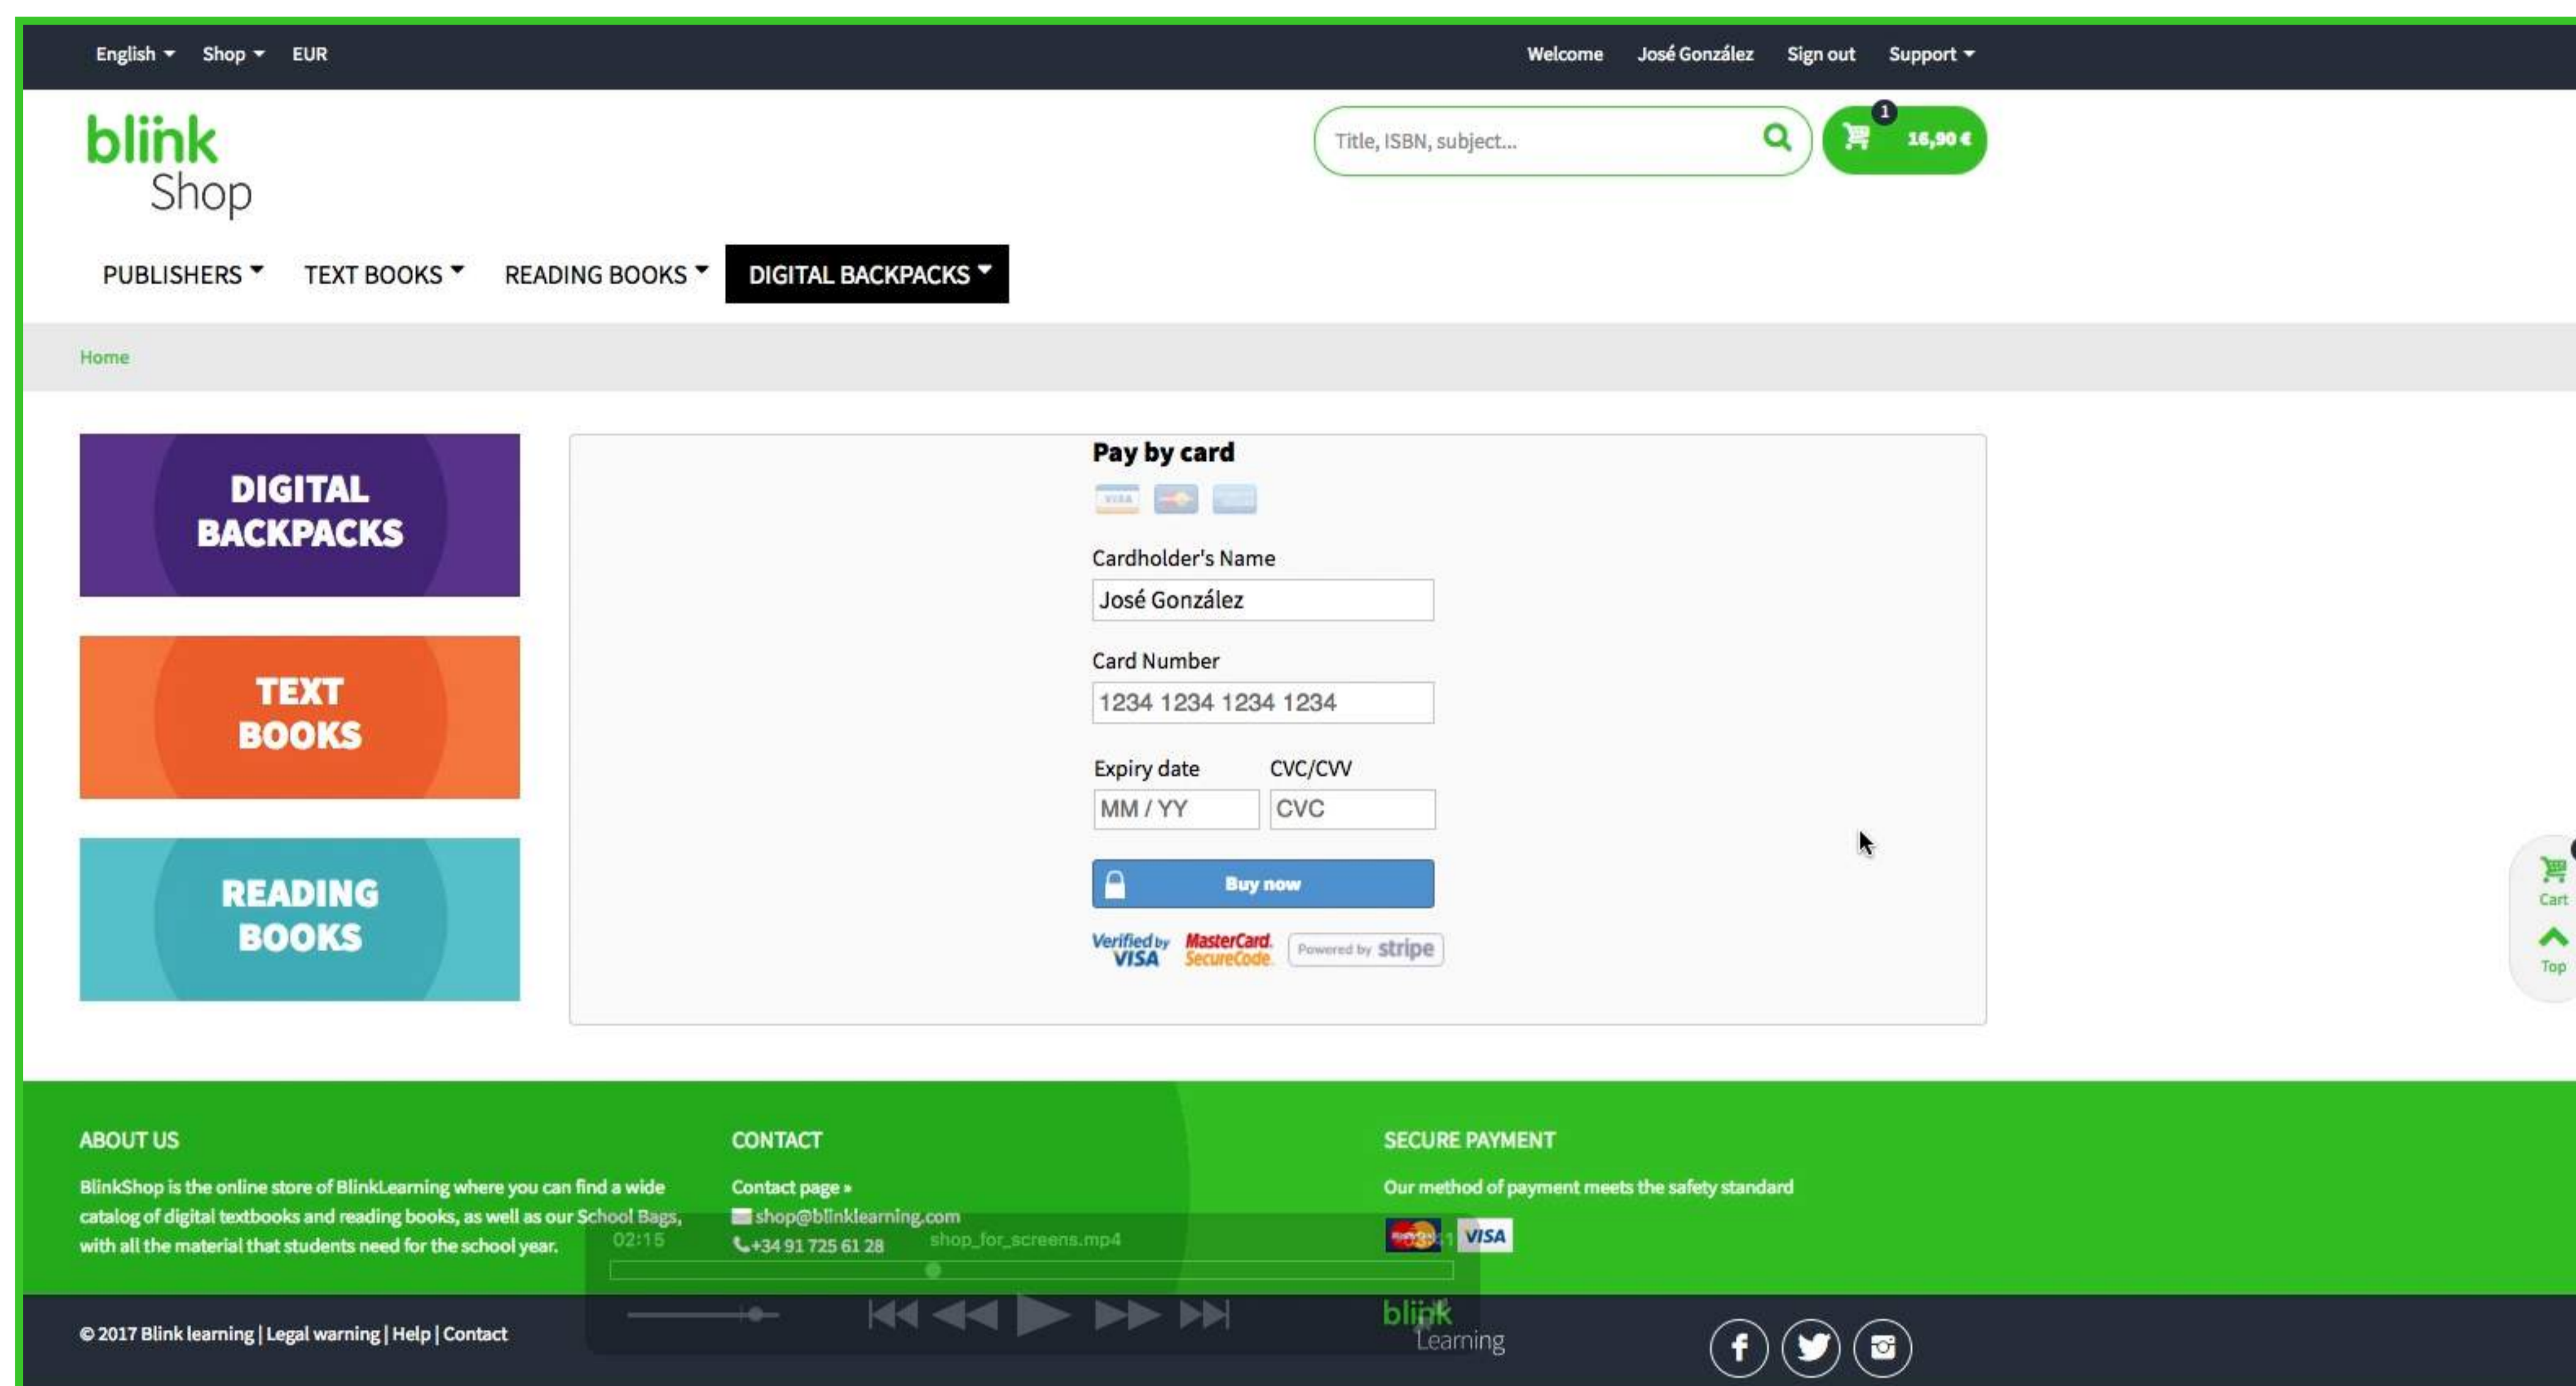 English Shop EUR Welcome José González Sign out Support
blink
Shop
Title, ISBN, subject...
1
16,90 €
PUBLISHERS TEXT BOOKS READING BOOKS DIGITAL BACKPACKS
Home
DIGITAL
BACKPACKS
TEXT
BOOKS
READING
BOOKS
Pay by card
VISA
Cardholder's Name
José González
Card Number
1234 1234 1234 1234
Expiry date CVC/CVV
MM / YY CVC
Buy now
Verified by VISA MasterCard. SecureCode. Powered by stripe
Cart
Top
ABOUT US
BlinkShop is the online store of BlinkLearning where you can find a wide
catalog of digital textbooks and reading books, as well as our School Bags,
with all the material that students need for the school year.
CONTACT
Contact page »
shop@blinklearning.com
+34 91 725 61 28
SECURE PAYMENT
Our method of payment meets the safety standard
VISA
02:15 shop_for_screens.mp4
© 2017 Blink learning | Legal warning | Help | Contact
blink
Learning